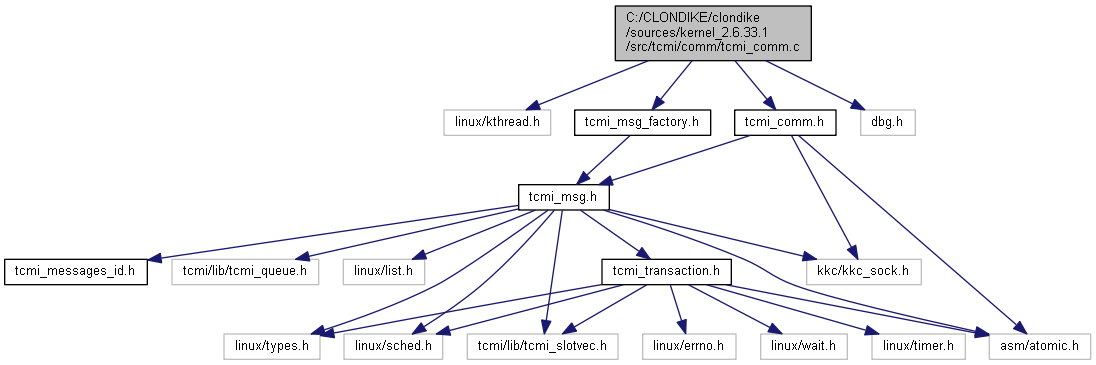 C:/CLONDIKE/clondike
/sources/kernel_2.6.33.1
/src/tcmi/comm/tcmi_comm.c
linux/kthread.h
tcmi_msg_factory.h
tcmi_comm.h
dbg.h
tcmi_msg.h
tcmi_messages_id.h
tcmi/lib/tcmi_queue.h
linux/list.h
tcmi_transaction.h
kkc/kkc_sock.h
linux/types.h
linux/sched.h
tcmi/lib/tcmi_slotvec.h
linux/errno.h
linux/wait.h
linux/timer.h
asm/atomic.h